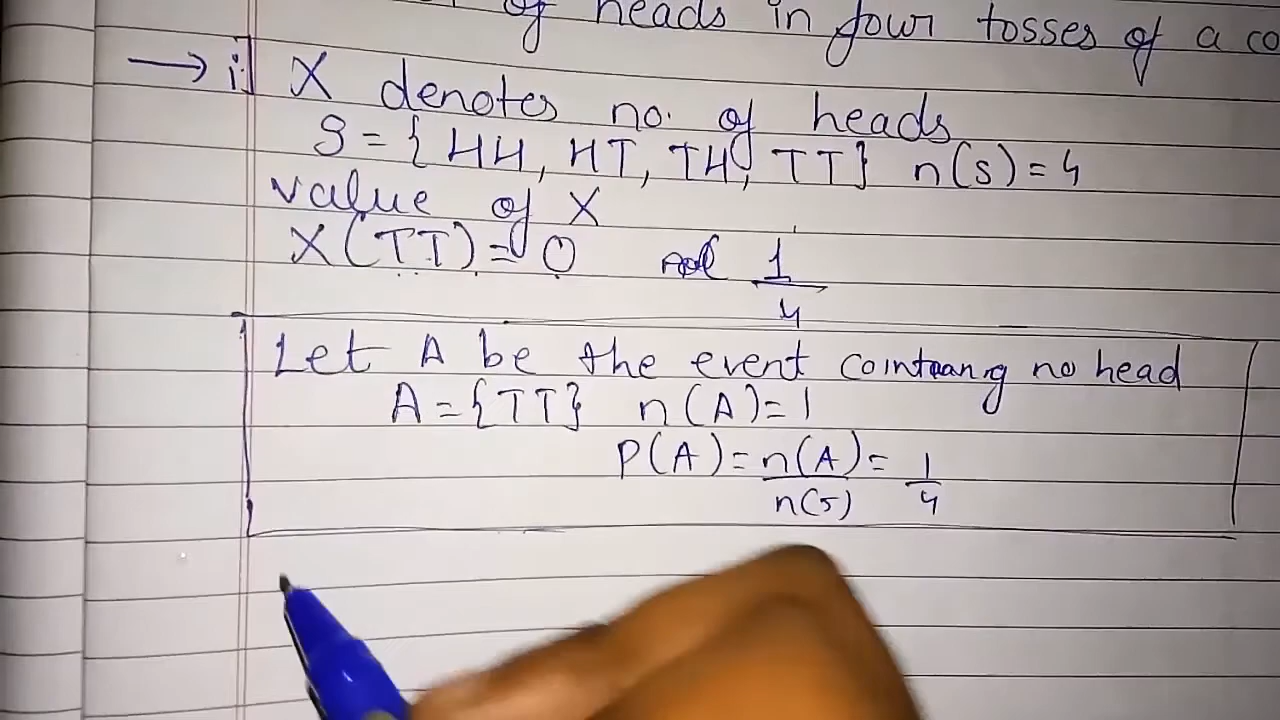 of heads in four tosses of a co
→ i] X denotes no. of heads
S = { HH, HT, TH, TT} n(s) = 4
value of X
X(TT) = 0 1/4
Let A be the event cointaang no head
A = {TT} n(A) = 1
P(A) = n(A)/n(s) = 1/4